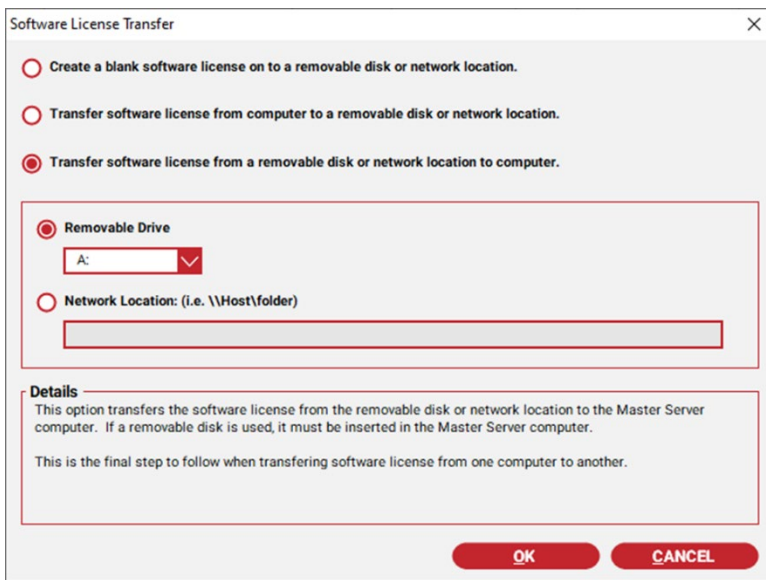 Software License Transfer
Create a blank software license on to a removable disk or network location.
Transfer software license from computer to a removable disk or network location.
Transfer software license from a removable disk or network location to computer.
Removable Drive
A:
Network Location: (i.e. \\Host\folder)
Details
This option transfers the software license from the removable disk or network location to the Master Server
computer.  If a removable disk is used, it must be inserted in the Master Server computer.
This is the final step to follow when transfering software license from one computer to another.
OK CANCEL